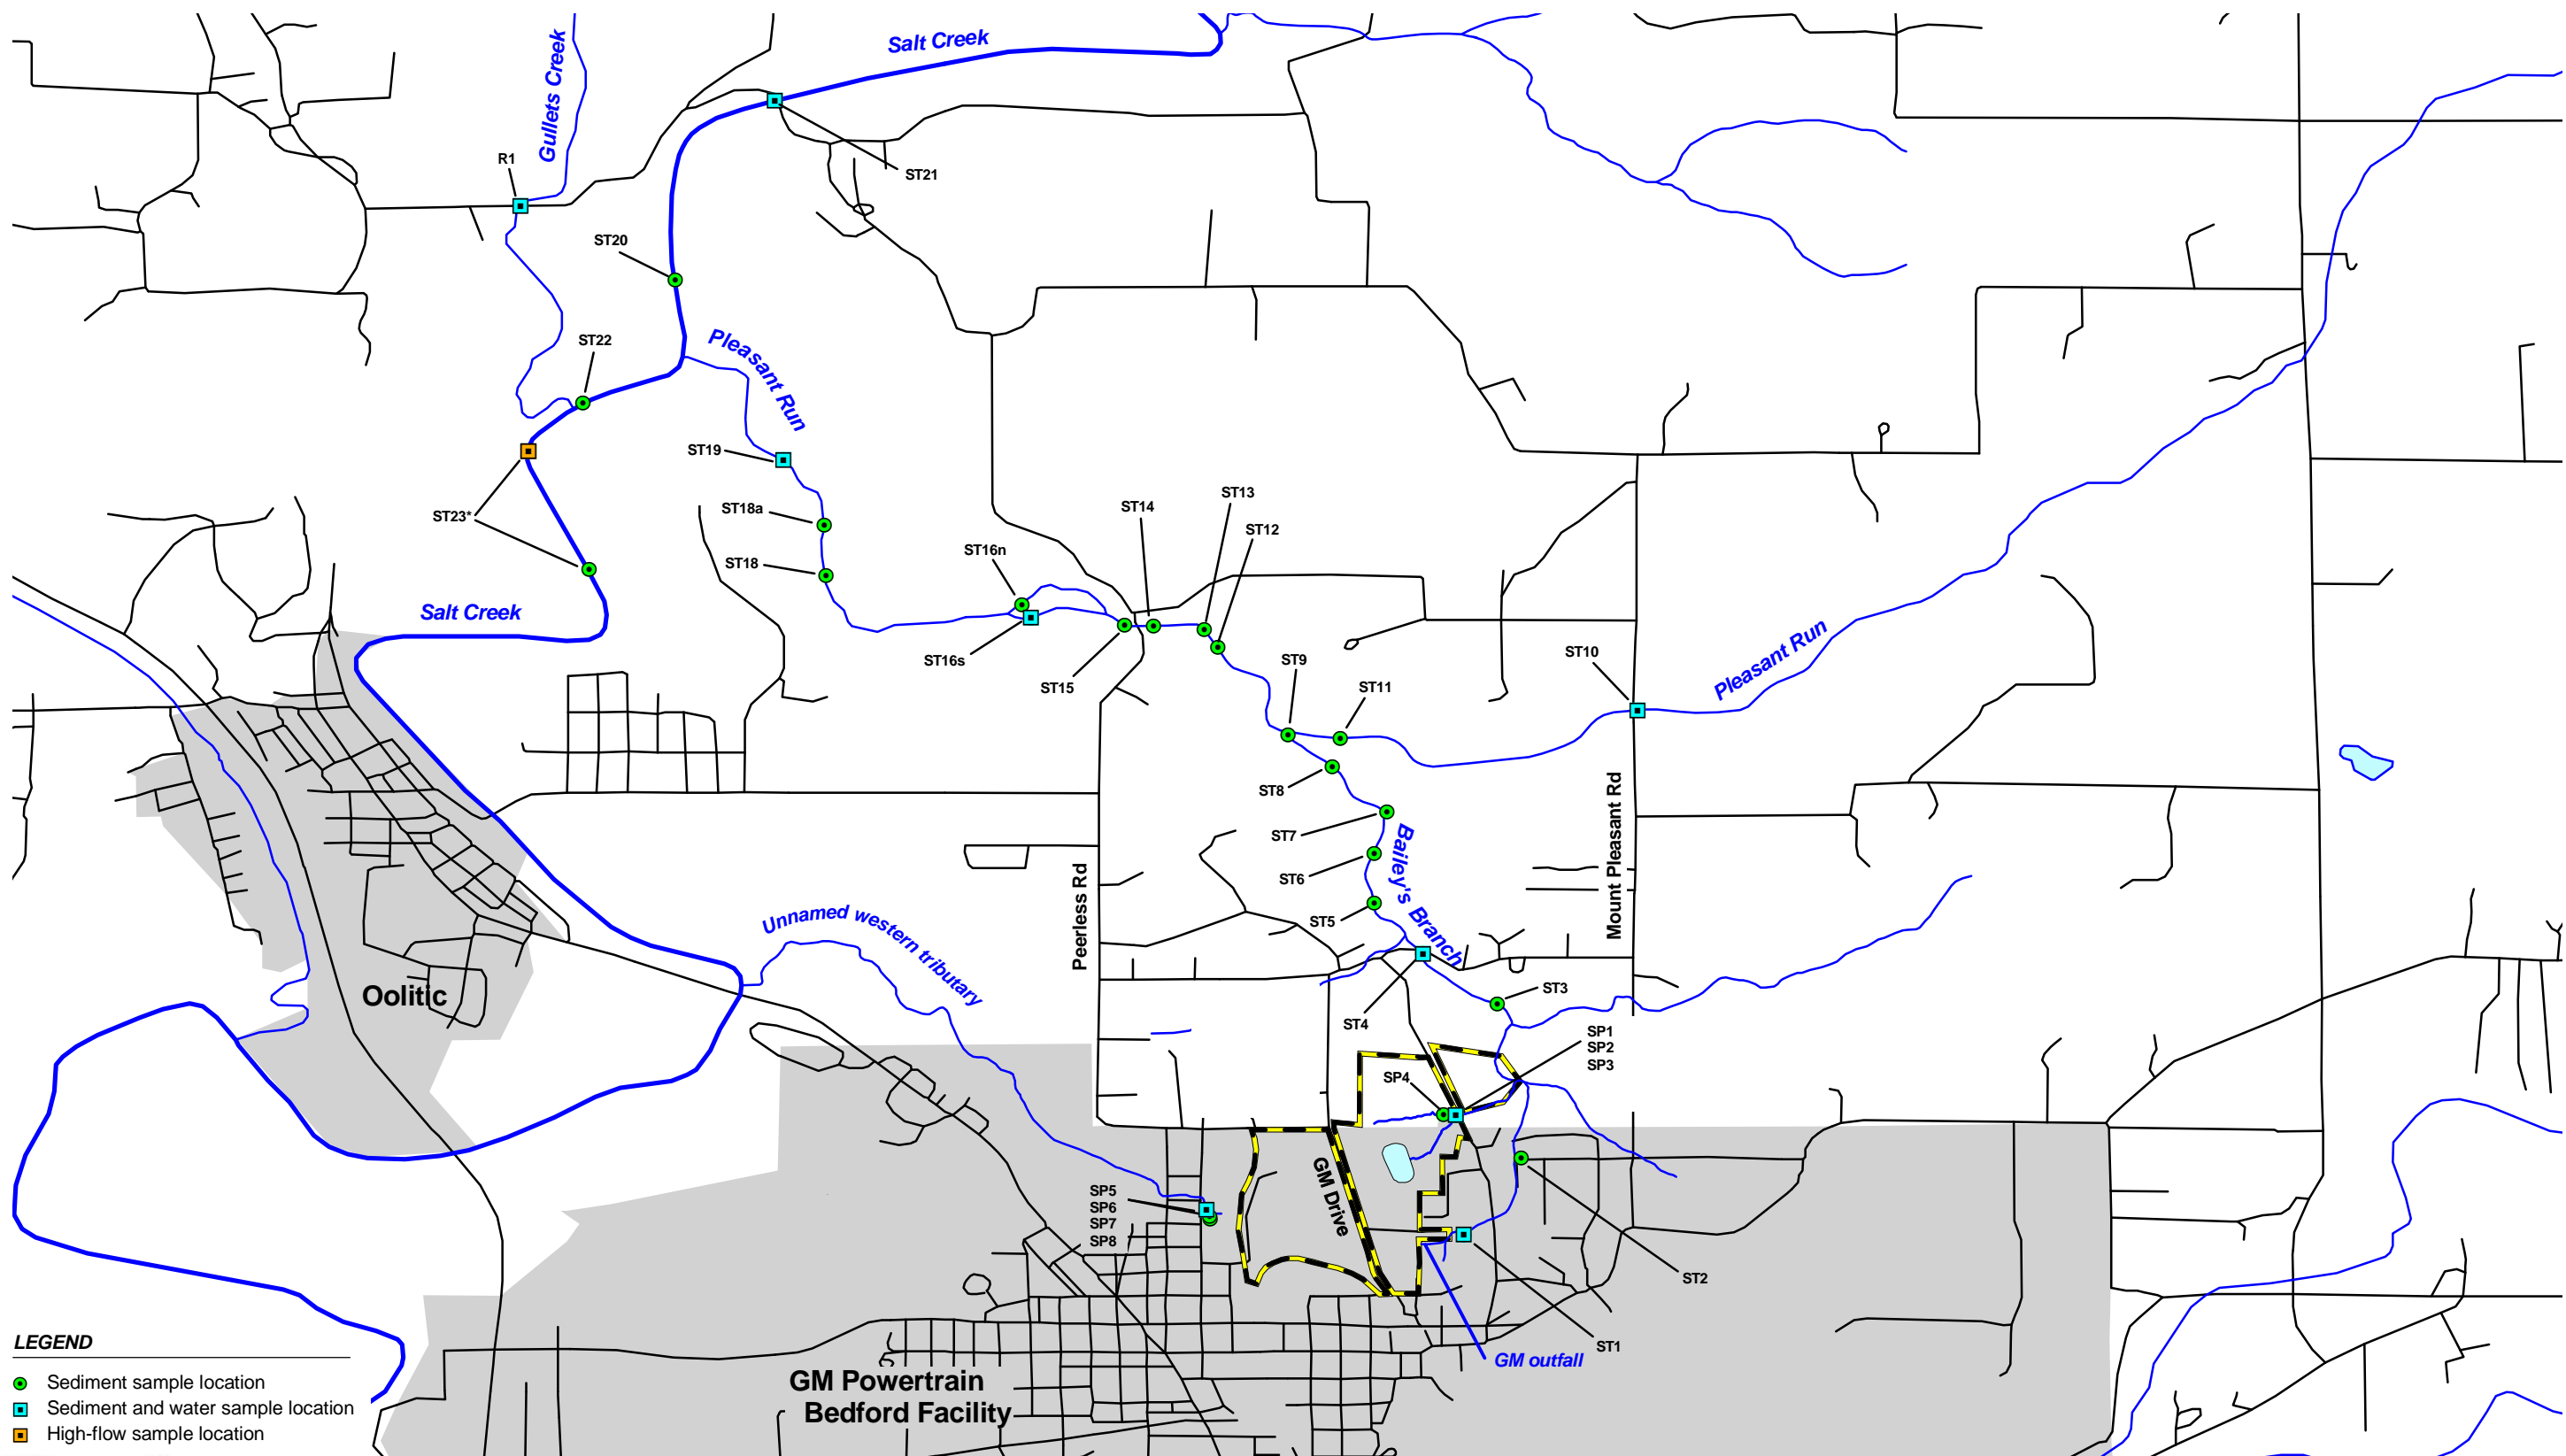 Salt Creek
Gullets Creek
R1
ST21
ST20
ST22
Pleasant Run
ST19
ST23*
ST18a
ST18
ST16n
ST14
ST13
ST12
Salt Creek
ST16s
ST15
ST9
ST11
ST10
Pleasant Run
ST8
ST7
ST6
ST5
Bailey's Branch
Peerless Rd
Mount Pleasant Rd
Unnamed western tributary
Oolitic
ST3
ST4
SP1
SP2
SP3
SP4
GM Drive
SP5
SP6
SP7
SP8
ST2
ST1
GM outfall
GM Powertrain
Bedford Facility
LEGEND
Sediment sample location
Sediment and water sample location
High-flow sample location